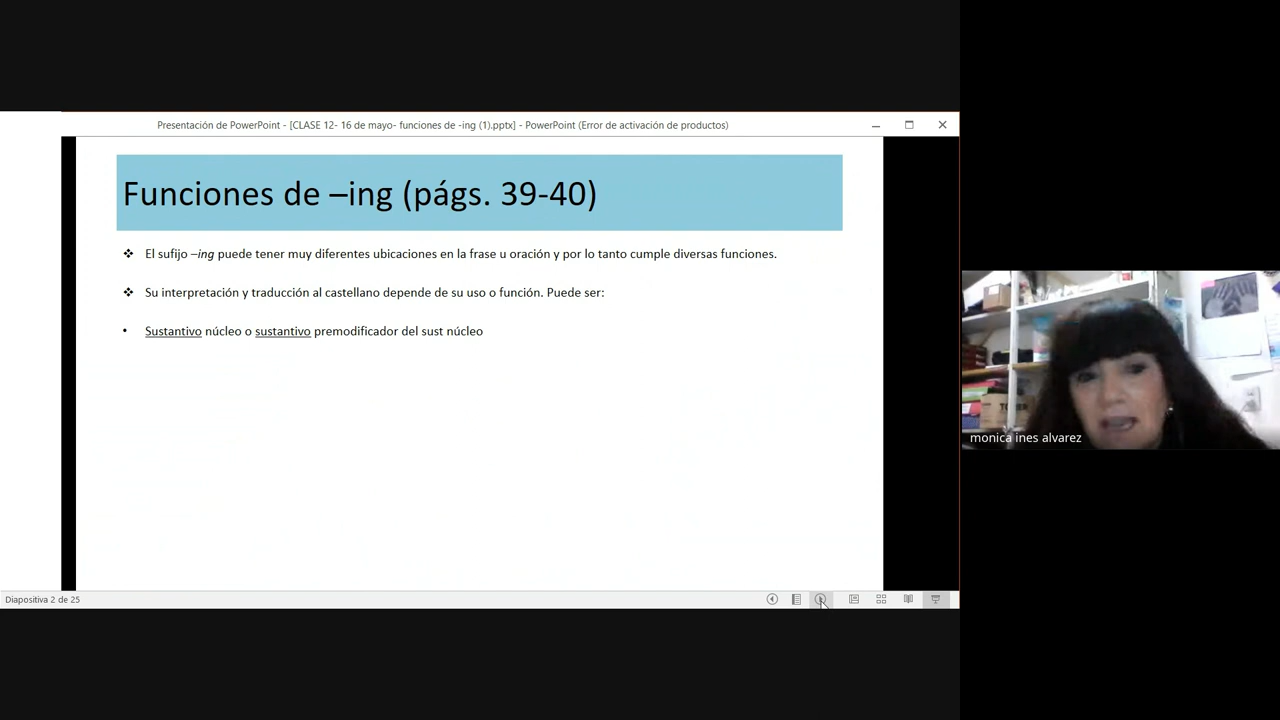 Presentación de PowerPoint - [CLASE 12- 16 de mayo- funciones de -ing (1).pptx] - PowerPoint (Error de activación de productos)
Funciones de –ing (págs. 39-40)
❖ El sufijo –ing puede tener muy diferentes ubicaciones en la frase u oración y por lo tanto cumple diversas funciones.
❖ Su interpretación y traducción al castellano depende de su uso o función. Puede ser:
• Sustantivo núcleo o sustantivo premodificador del sust núcleo
monica ines alvarez
Diapositiva 2 de 25